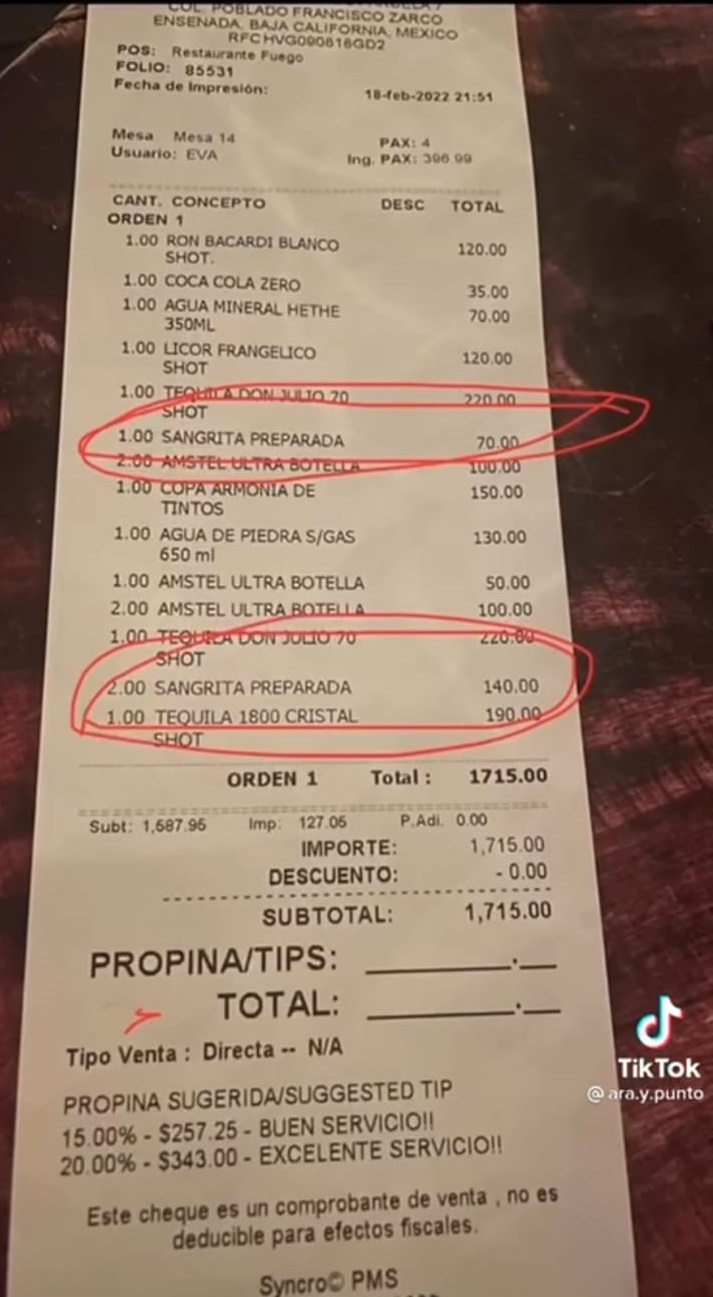 COL. POBLADO FRANCISCO ZARCO
ENSENADA, BAJA CALIFORNIA, MEXICO
RFC HVG090818GD2
POS: Restaurante Fuego
FOLIO: 85531
Fecha de Impresión: 18-feb-2022 21:51
Mesa Mesa 14 PAX: 4
Usuario: EVA Ing. PAX: 396.99
CANT. CONCEPTO DESC TOTAL
ORDEN 1
1.00 RON BACARDI BLANCO 120.00
SHOT.
1.00 COCA COLA ZERO 35.00
1.00 AGUA MINERAL HETHE 70.00
350ML
1.00 LICOR FRANGELICO 120.00
SHOT
1.00 TEQUILA DON JULIO 70 220.00
SHOT
1.00 SANGRITA PREPARADA 70.00
2.00 AMSTEL ULTRA BOTELLA 100.00
1.00 COPA ARMONIA DE 150.00
TINTOS
1.00 AGUA DE PIEDRA S/GAS 130.00
650 ml
1.00 AMSTEL ULTRA BOTELLA 50.00
2.00 AMSTEL ULTRA BOTELLA 100.00
1.00 TEQUILA DON JULIO 70 220.00
SHOT
2.00 SANGRITA PREPARADA 140.00
1.00 TEQUILA 1800 CRISTAL 190.00
SHOT
ORDEN 1 Total : 1715.00
Subt: 1,587.95 Imp: 127.05 P.Adi. 0.00
IMPORTE: 1,715.00
DESCUENTO: - 0.00
SUBTOTAL: 1,715.00
PROPINA/TIPS: ______.__
TOTAL: ______.__
Tipo Venta : Directa -- N/A
PROPINA SUGERIDA/SUGGESTED TIP
15.00% - $257.25 - BUEN SERVICIO!!
20.00% - $343.00 - EXCELENTE SERVICIO!!
Este cheque es un comprobante de venta , no es
deducible para efectos fiscales.
Syncro© PMS
TikTok
@ara.y.punto